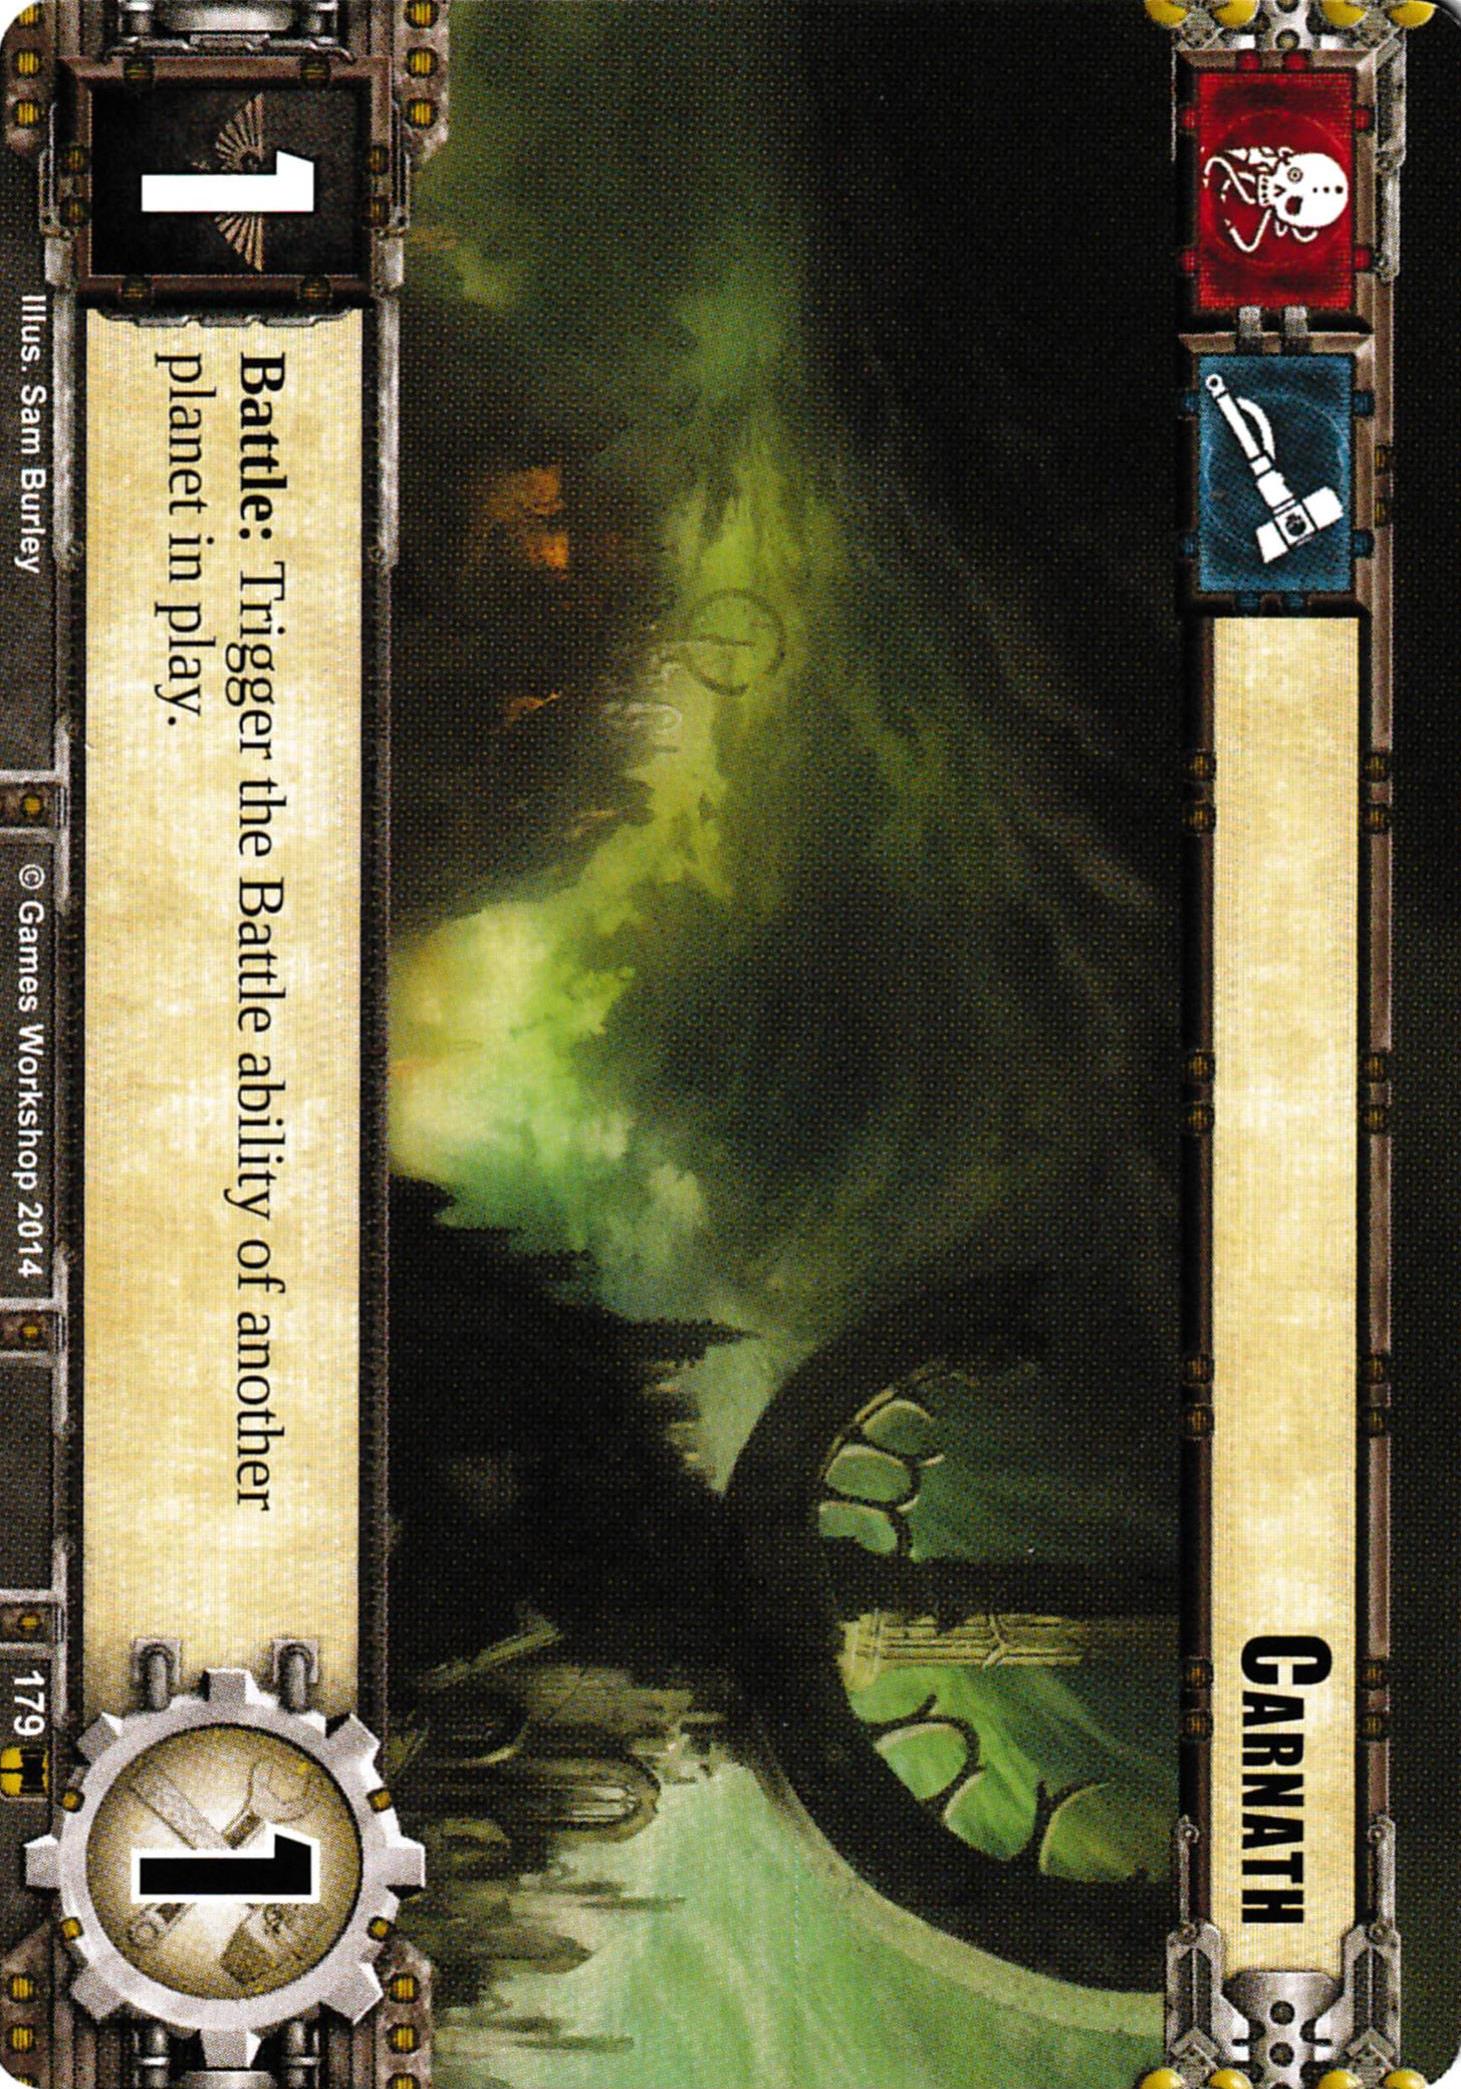 CARNATH
1
Battle: Trigger the Battle ability of another
planet in play.
1
Illus. Sam Burley
© Games Workshop 2014
179